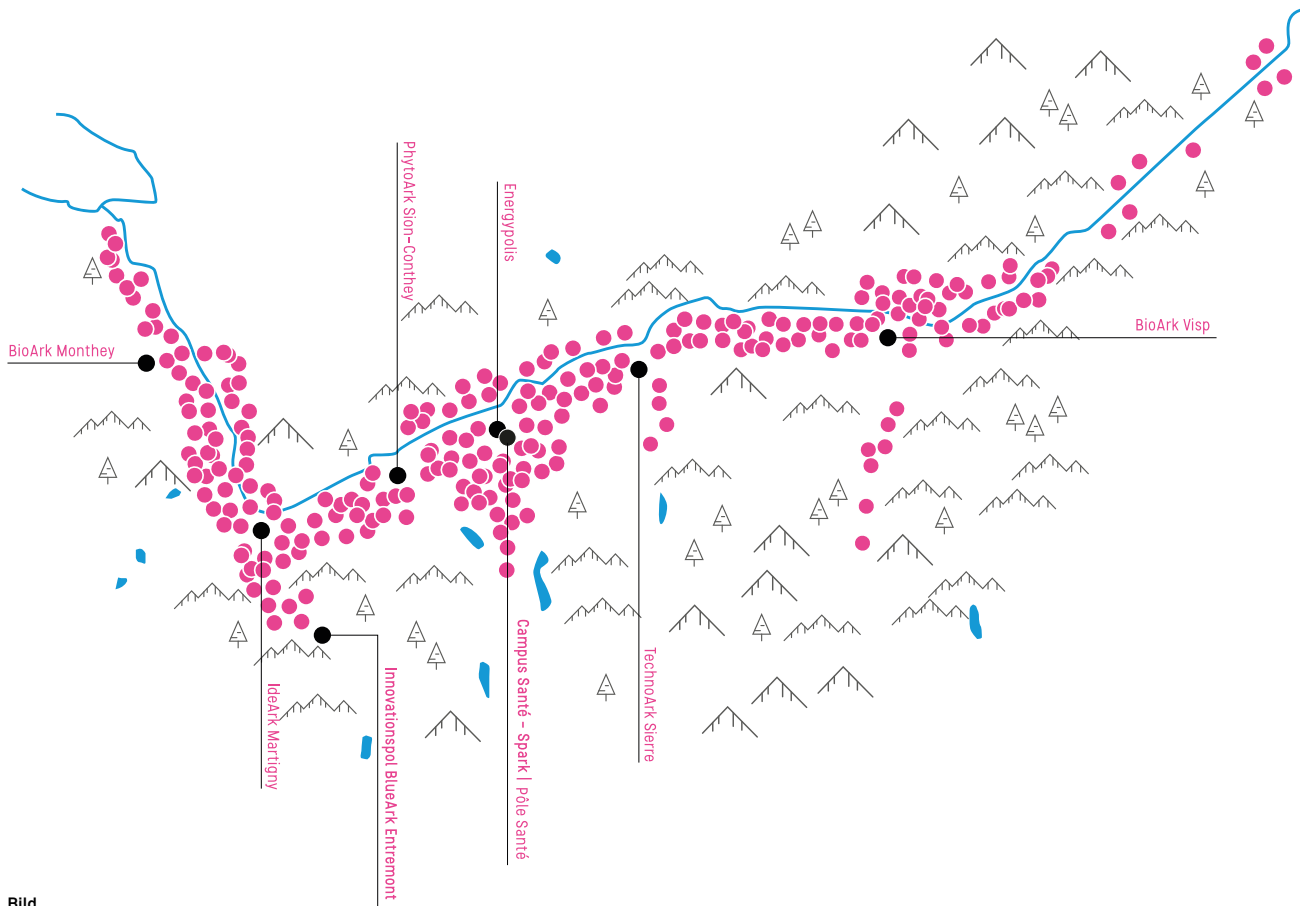 PhytoArk Sion-Conthey
Energypolis
BioArk Visp
BioArk Monthey
Campus Santé - Spark | Pôle Santé
TechnoArk Sierre
IdeArk Martigny
Innovationspol BlueArk Entremont
Bild